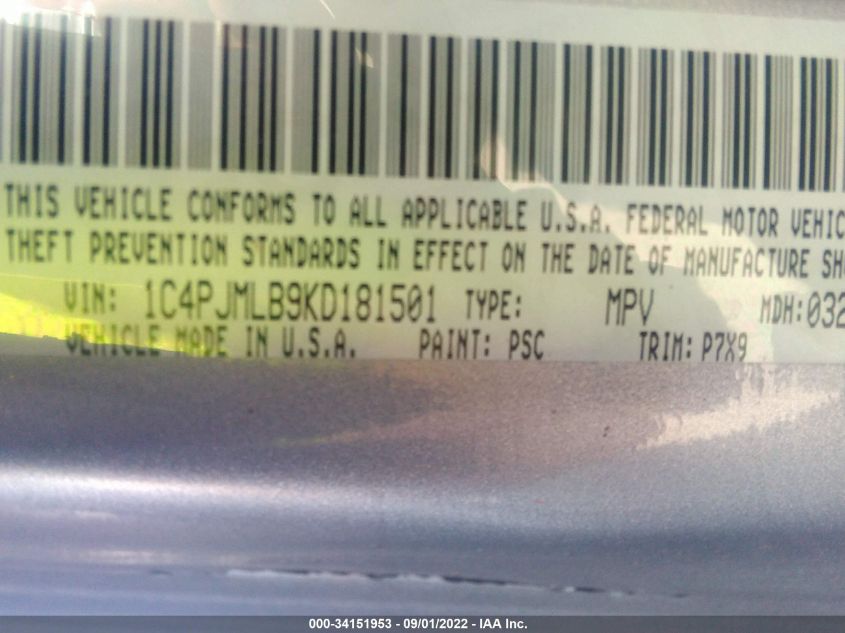 THIS VEHICLE CONFORMS TO ALL APPLICABLE U.S.A. FEDERAL MOTOR VEHIC
THEFT PREVENTION STANDARDS IN EFFECT ON THE DATE OF MANUFACTURE SH
VIN: 1C4PJMLB9KD181501 TYPE: MPV MDH:032
VEHICLE MADE IN U.S.A. PAINT: PSC TRIM: P7X9
000-34151953 - 09/01/2022 - IAA Inc.